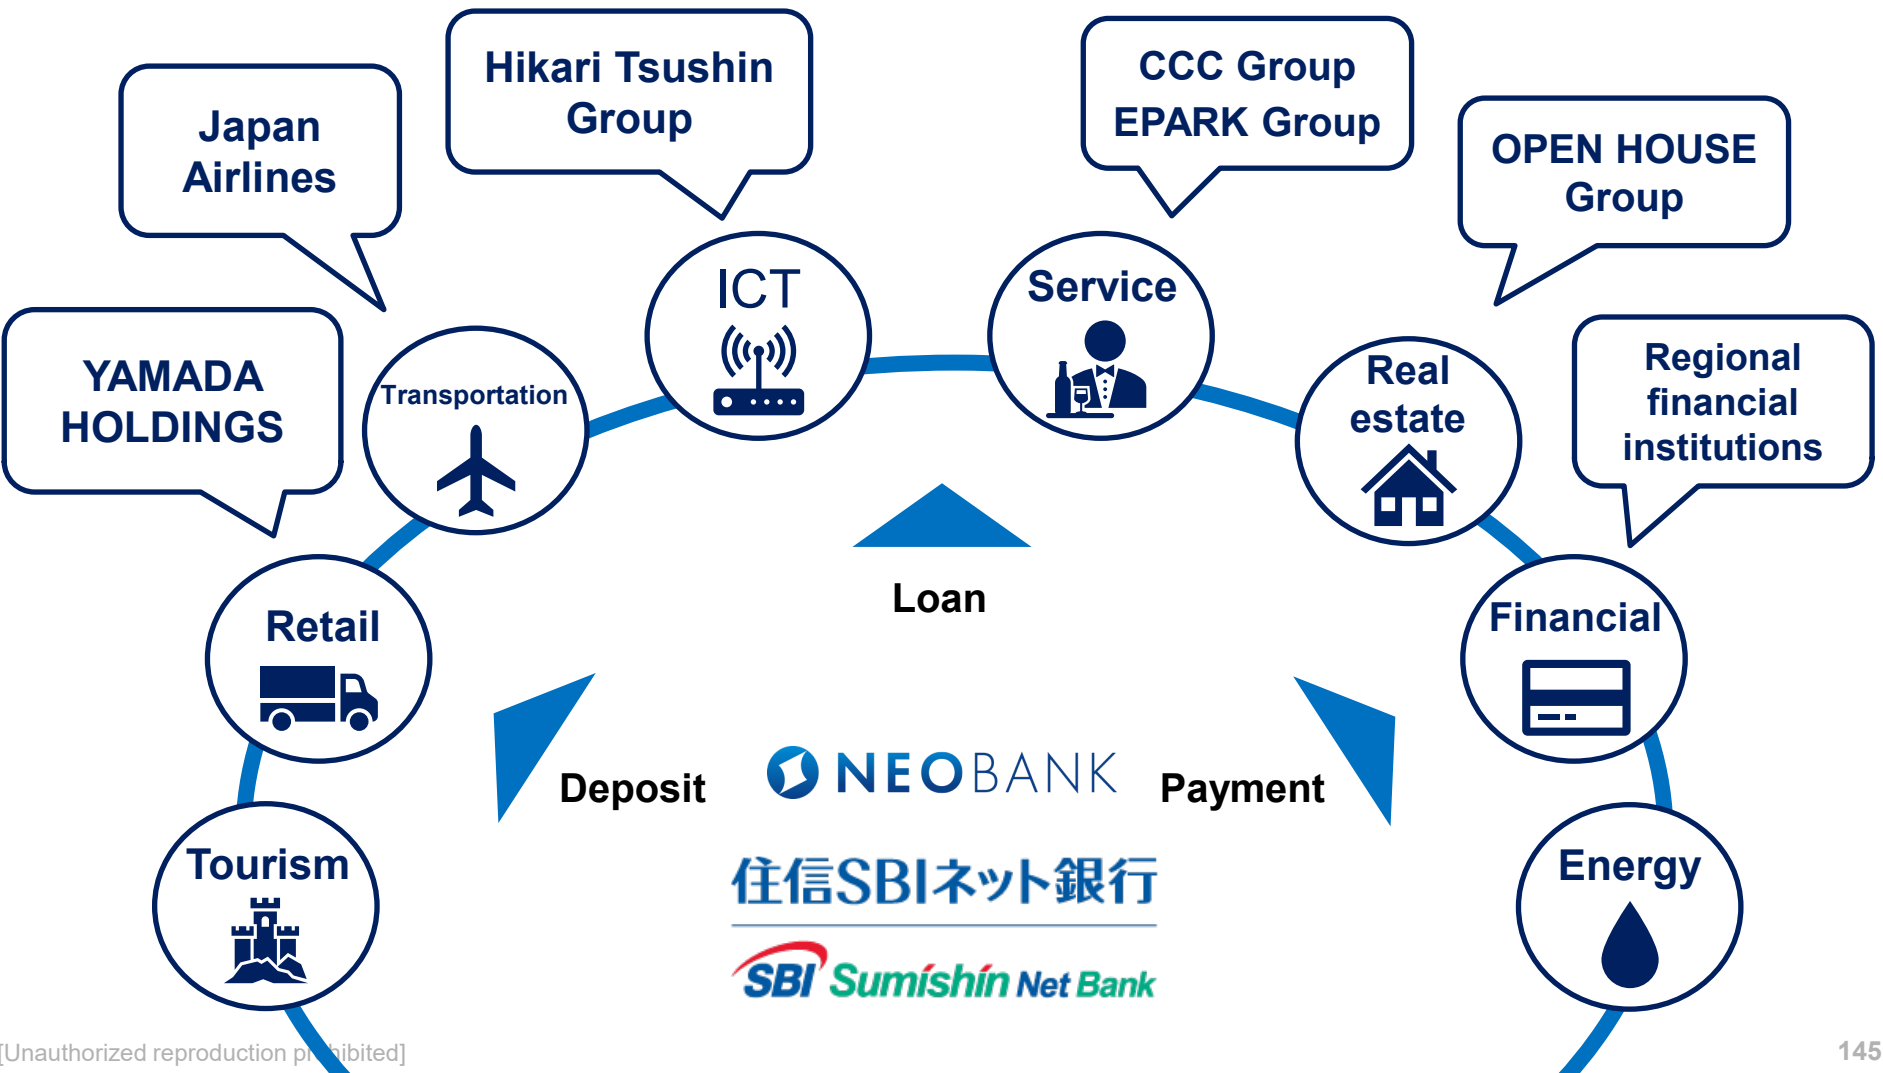 Hikari Tsushin
Group
CCC Group
EPARK Group
Japan
Airlines
OPEN HOUSE
Group
YAMADA
HOLDINGS
Regional
financial
institutions
ICT
Service
Transportation
Real
estate
Retail
Financial
Tourism
Energy
Loan
Deposit
NEOBANK
Payment
住信SBIネット銀行
SBI Sumishin Net Bank
[Unauthorized reproduction prohibited]
145